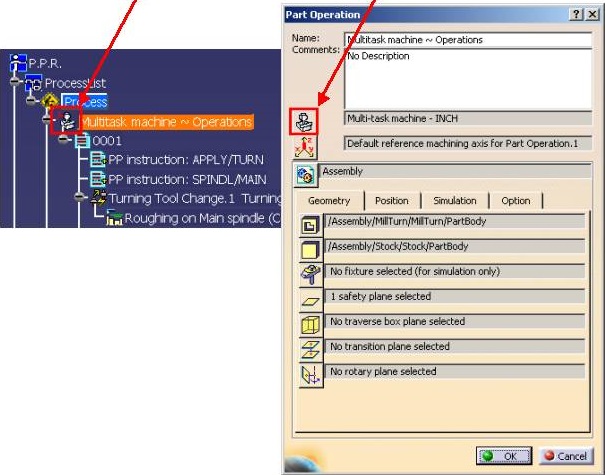 P.P.R.
ProcessList
Process
Multitask machine ~ Operations
0001
PP instruction: APPLY/TURN
PP instruction: SPINDL/MAIN
Turning Tool Change.1 Turning
Roughing on Main spindle (C
Part Operation
Name:
Multitask machine ~ Operations
Comments:
No Description
Multi-task machine - INCH
Default reference machining axis for Part Operation.1
Assembly
Geometry Position Simulation Option
/Assembly/MillTurn/MillTurn/PartBody
/Assembly/Stock/Stock/PartBody
No fixture selected (for simulation only)
1 safety plane selected
No traverse box plane selected
No transition plane selected
No rotary plane selected
OK Cancel